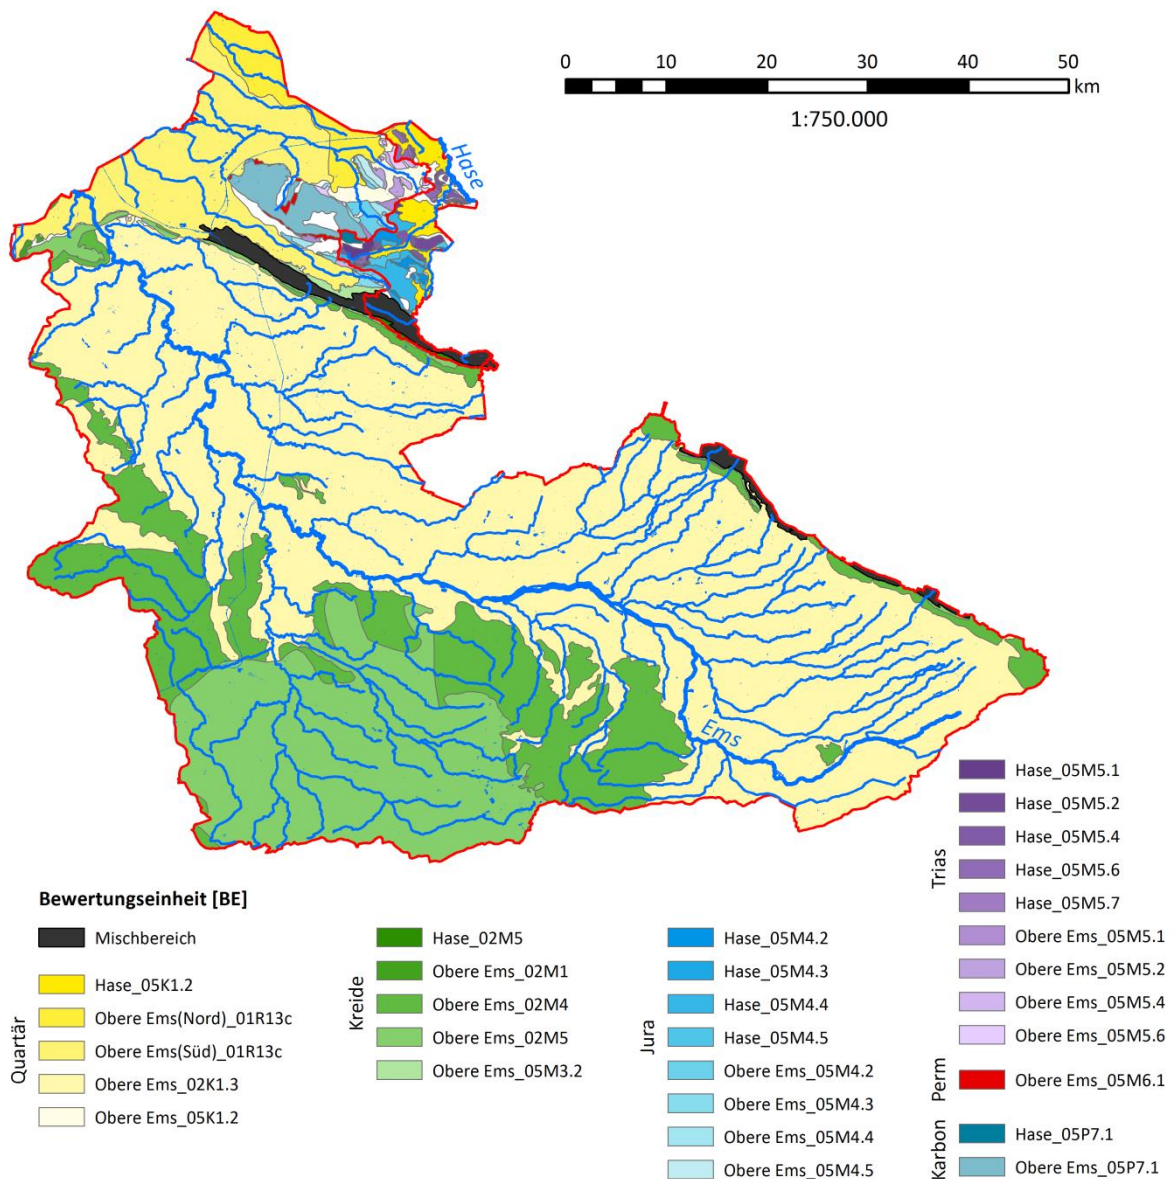 0 10 20 30 40 50
km
1:750.000
Hase
Ems
Bewertungseinheit [BE]
Mischbereich
Quartär
Hase_05K1.2
Obere Ems(Nord)_01R13c
Obere Ems(Süd)_01R13c
Obere Ems_02K1.3
Obere Ems_05K1.2
Kreide
Hase_02M5
Obere Ems_02M1
Obere Ems_02M4
Obere Ems_02M5
Obere Ems_05M3.2
Jura
Hase_05M4.2
Hase_05M4.3
Hase_05M4.4
Hase_05M4.5
Obere Ems_05M4.2
Obere Ems_05M4.3
Obere Ems_05M4.4
Obere Ems_05M4.5
Trias
Hase_05M5.1
Hase_05M5.2
Hase_05M5.4
Hase_05M5.6
Hase_05M5.7
Obere Ems_05M5.1
Obere Ems_05M5.2
Obere Ems_05M5.4
Obere Ems_05M5.6
Perm
Obere Ems_05M6.1
Karbon
Hase_05P7.1
Obere Ems_05P7.1